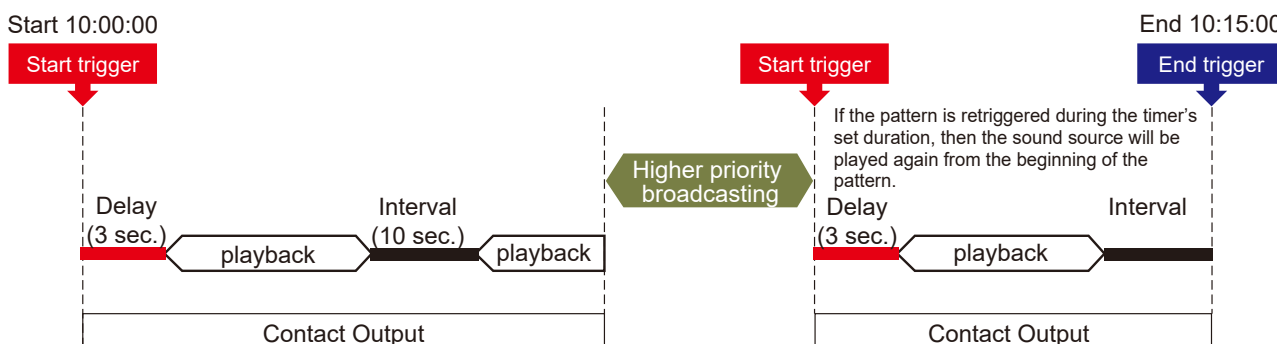 Start 10:00:00
End 10:15:00
Start trigger
Start trigger
End trigger
If the pattern is retriggered during the timer’s
set duration, then the sound source will be
played again from the beginning of the
pattern.
Higher priority
broadcasting
Delay
(3 sec.)
Interval
(10 sec.)
Delay
(3 sec.)
Interval
playback
playback
playback
Contact Output
Contact Output